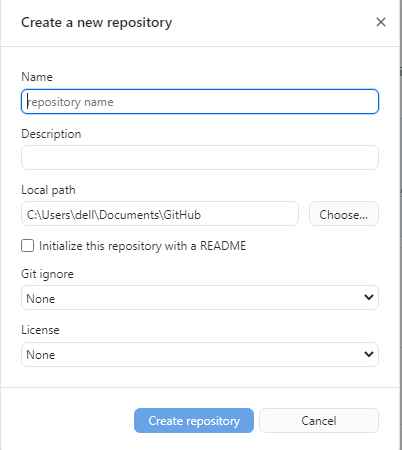 Create a new repository
Name
repository name
Description
Local path
C:\Users\dell\Documents\GitHub
Choose...
Initialize this repository with a README
Git ignore
None
License
None
Create repository
Cancel